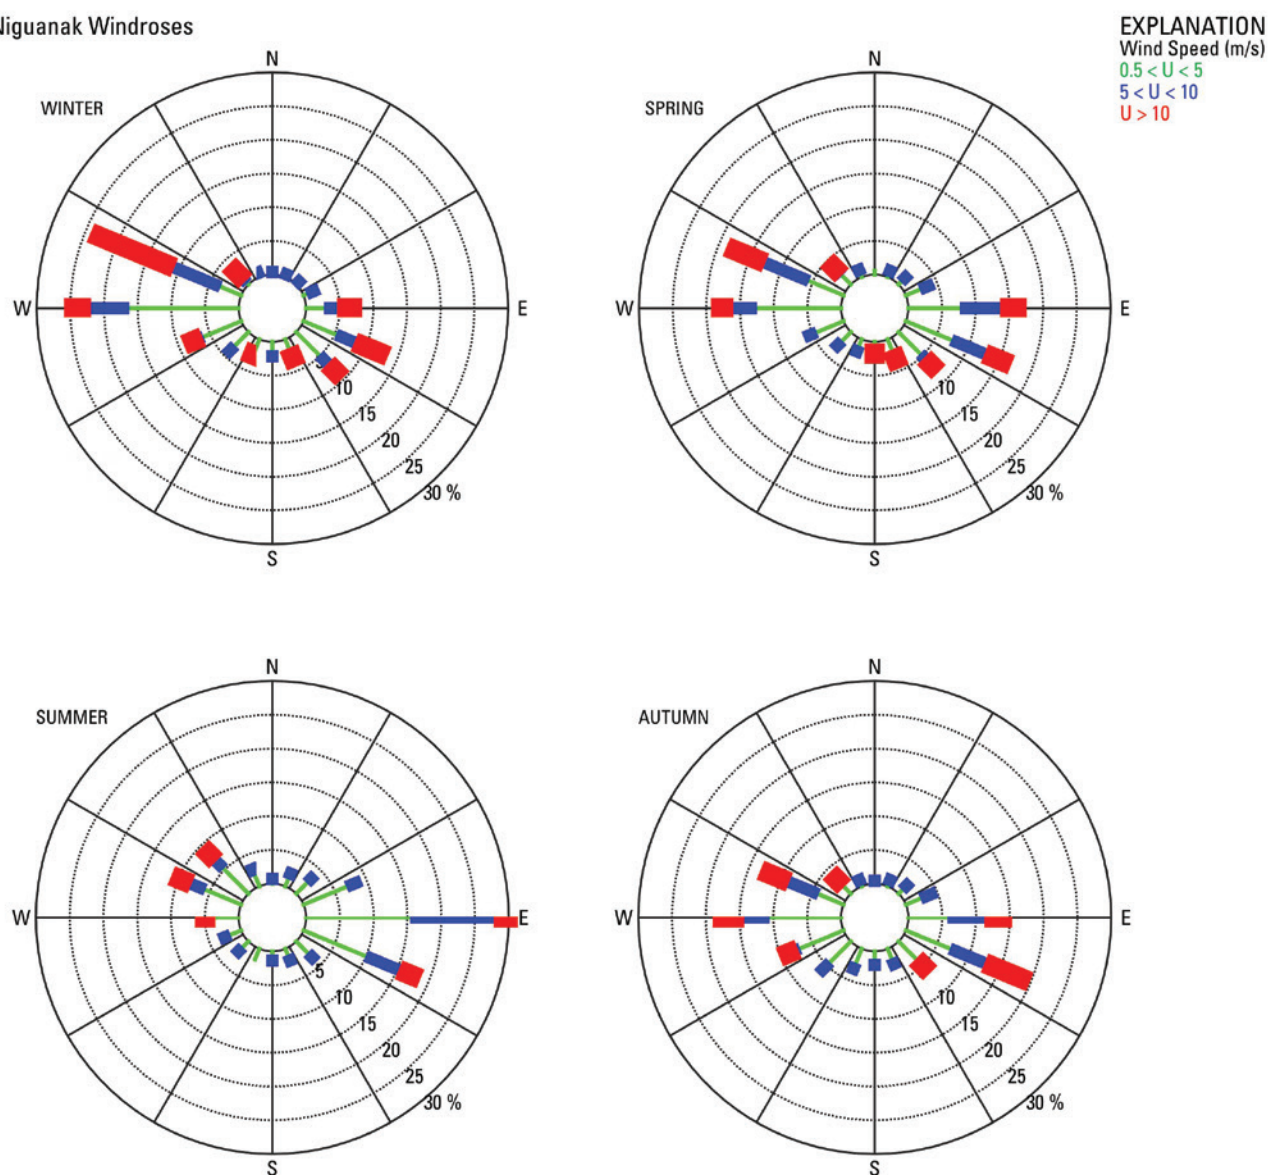 Niguanak Windroses
EXPLANATION
Wind Speed (m/s)
0.5 < U < 5
5 < U < 10
U > 10
WINTER
N
W
E
S
10
15
20
25
30 %
SPRING
N
W
E
S
10
15
20
25
30 %
SUMMER
N
W
E
S
5
10
15
20
25
30 %
AUTUMN
N
W
E
S
10
15
20
25
30 %